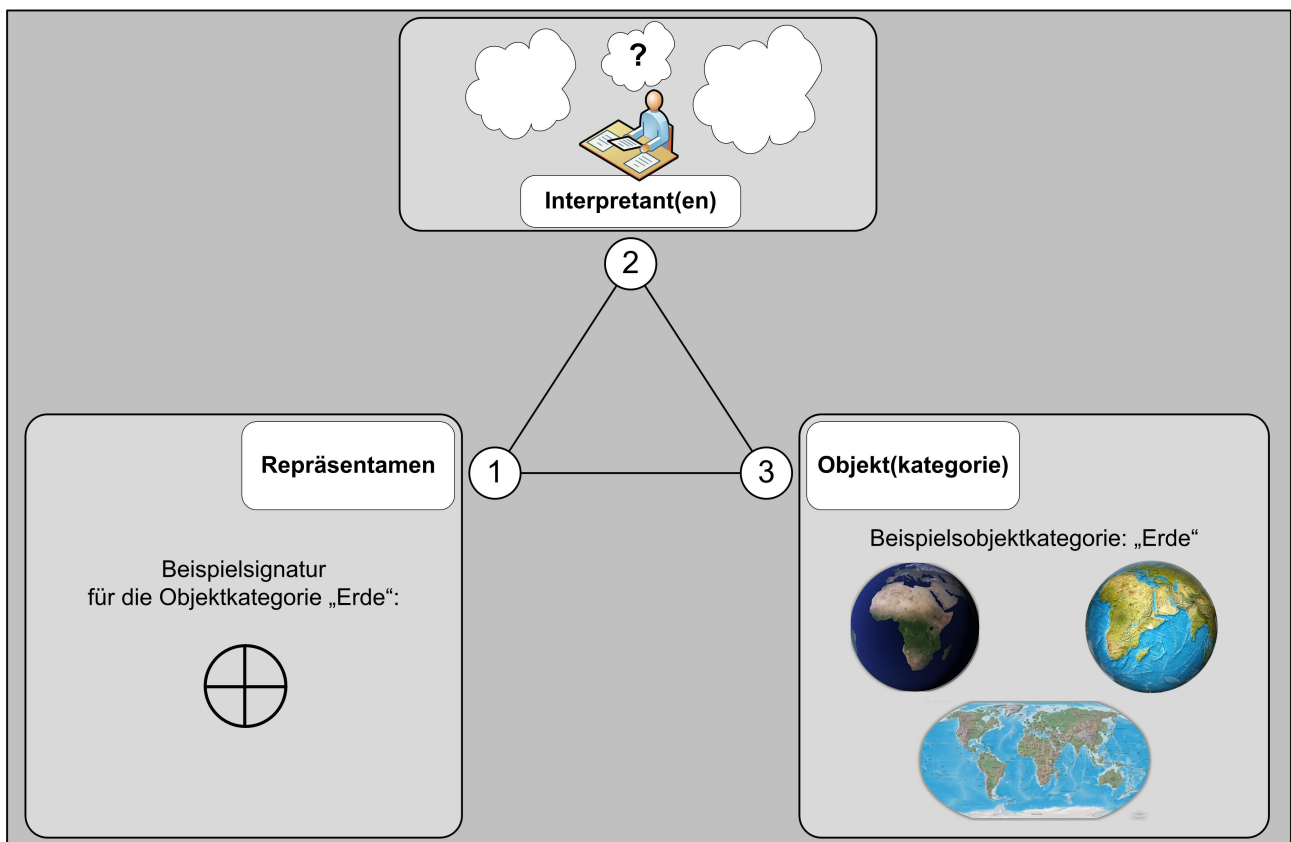 ?
Interpretant(en)
2
Repräsentamen
1
3
Objekt(kategorie)
Beispielsignatur
für die Objektkategorie „Erde“:
Beispielsobjektkategorie: „Erde“